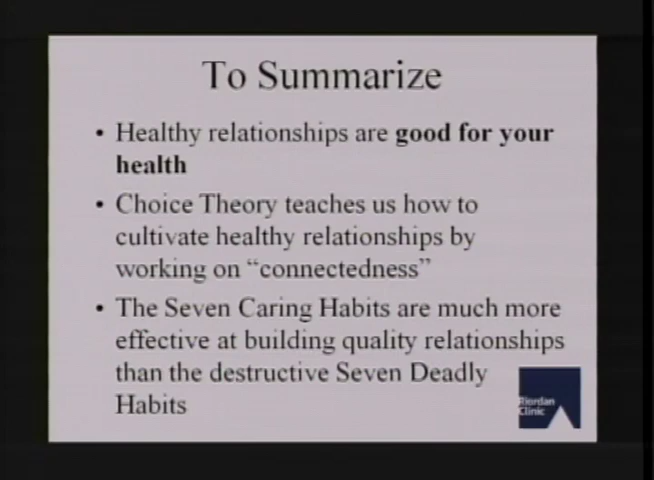 To Summarize
• Healthy relationships are good for your
health
• Choice Theory teaches us how to
cultivate healthy relationships by
working on “connectedness”
• The Seven Caring Habits are much more
effective at building quality relationships
than the destructive Seven Deadly
Habits
Riordan
Clinic